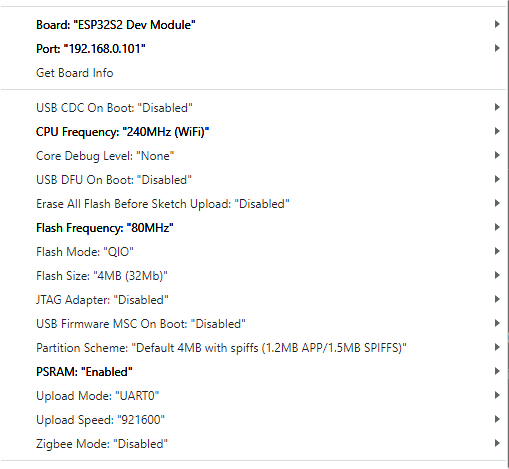 Board: "ESP32S2 Dev Module"
Port: "192.168.0.101"
Get Board Info
USB CDC On Boot: "Disabled"
CPU Frequency: "240MHz (WiFi)"
Core Debug Level: "None"
USB DFU On Boot: "Disabled"
Erase All Flash Before Sketch Upload: "Disabled"
Flash Frequency: "80MHz"
Flash Mode: "QIO"
Flash Size: "4MB (32Mb)"
JTAG Adapter: "Disabled"
USB Firmware MSC On Boot: "Disabled"
Partition Scheme: "Default 4MB with spiffs (1.2MB APP/1.5MB SPIFFS)"
PSRAM: "Enabled"
Upload Mode: "UART0"
Upload Speed: "921600"
Zigbee Mode: "Disabled"